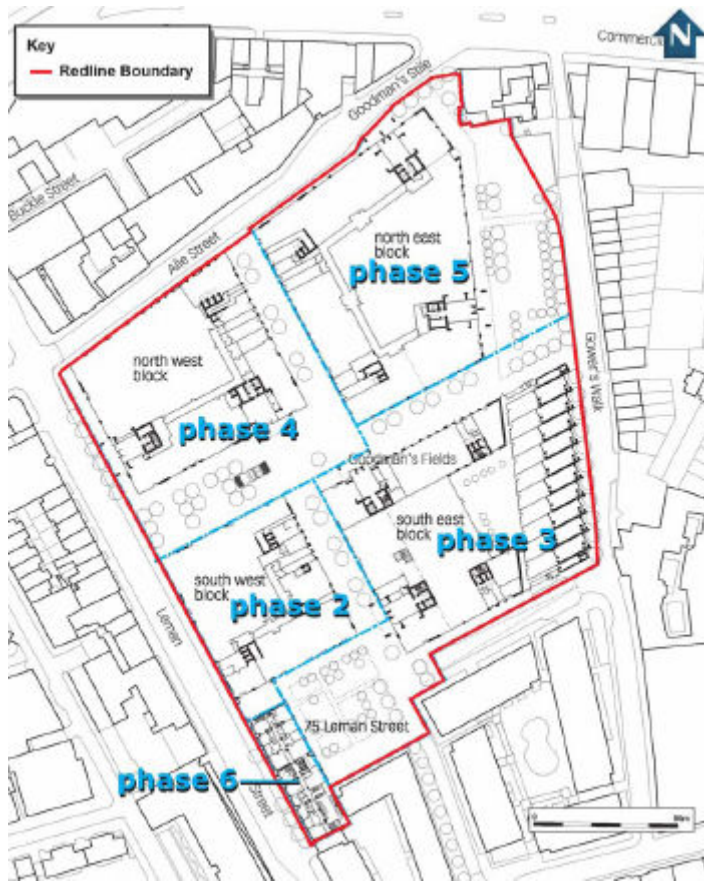 Key
Redline Boundary
N
Goodman's Stile
Buckle Street
Alie Street
north east
block
phase 5
north west
block
phase 4
Gower's Walk
Goodman's Fields
south east
block
phase 3
south west
block
phase 2
Leman
Street
75 Leman Street
phase 6
0